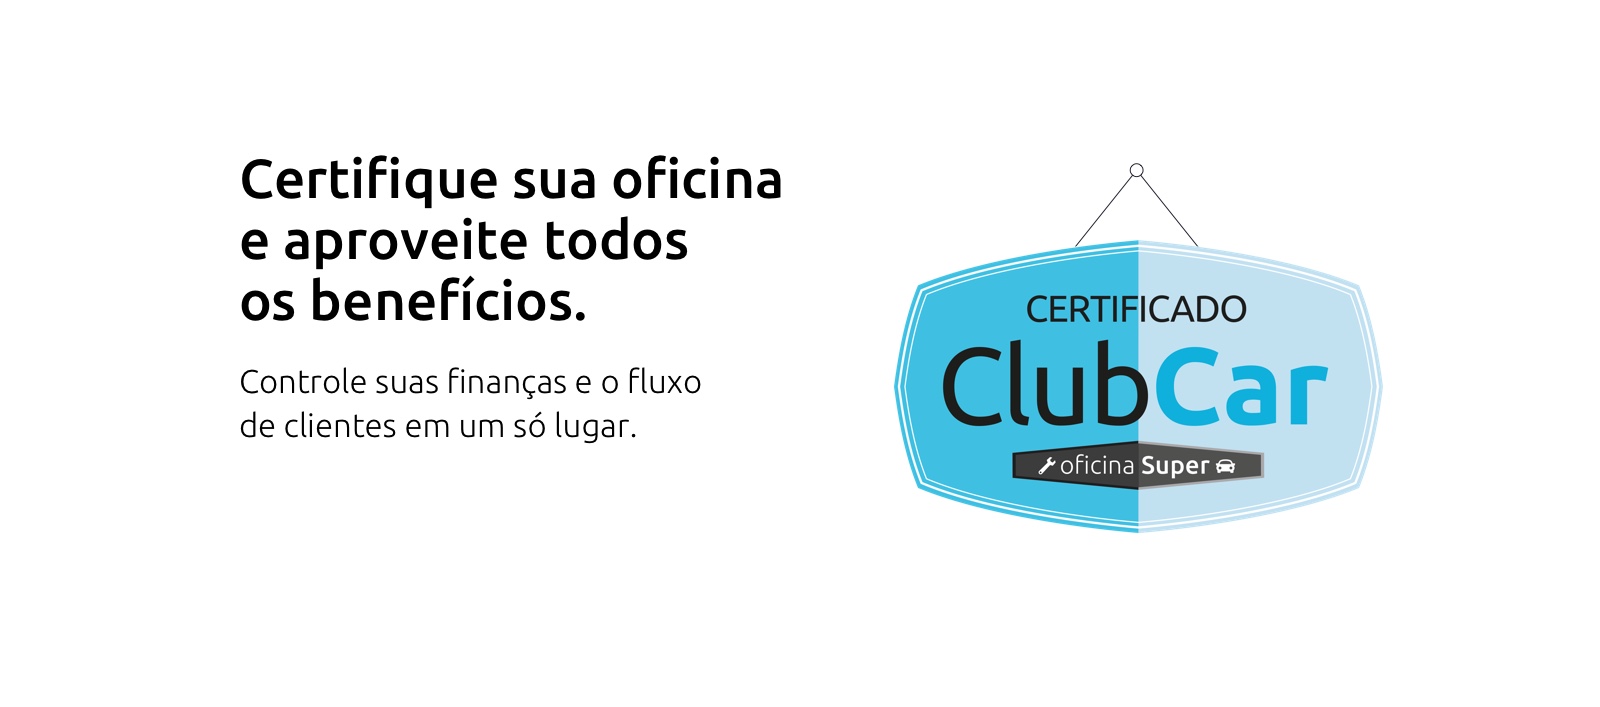 Certifique sua oficina
e aproveite todos
os benefícios.
Controle suas finanças e o fluxo
de clientes em um só lugar.
CERTIFICADO
ClubCar
oficina Super